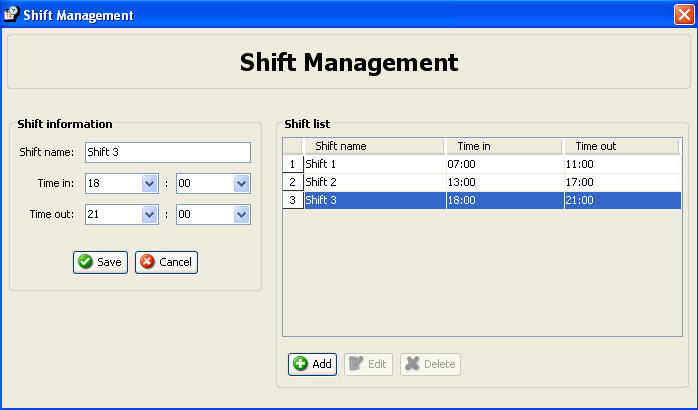 Shift Management
Shift Management
Shift information
Shift name: Shift 3
Time in: 18 : 00
Time out: 21 : 00
Save Cancel
Shift list
Shift name Time in Time out
1 Shift 1 07:00 11:00
2 Shift 2 13:00 17:00
3 Shift 3 18:00 21:00
Add Edit Delete